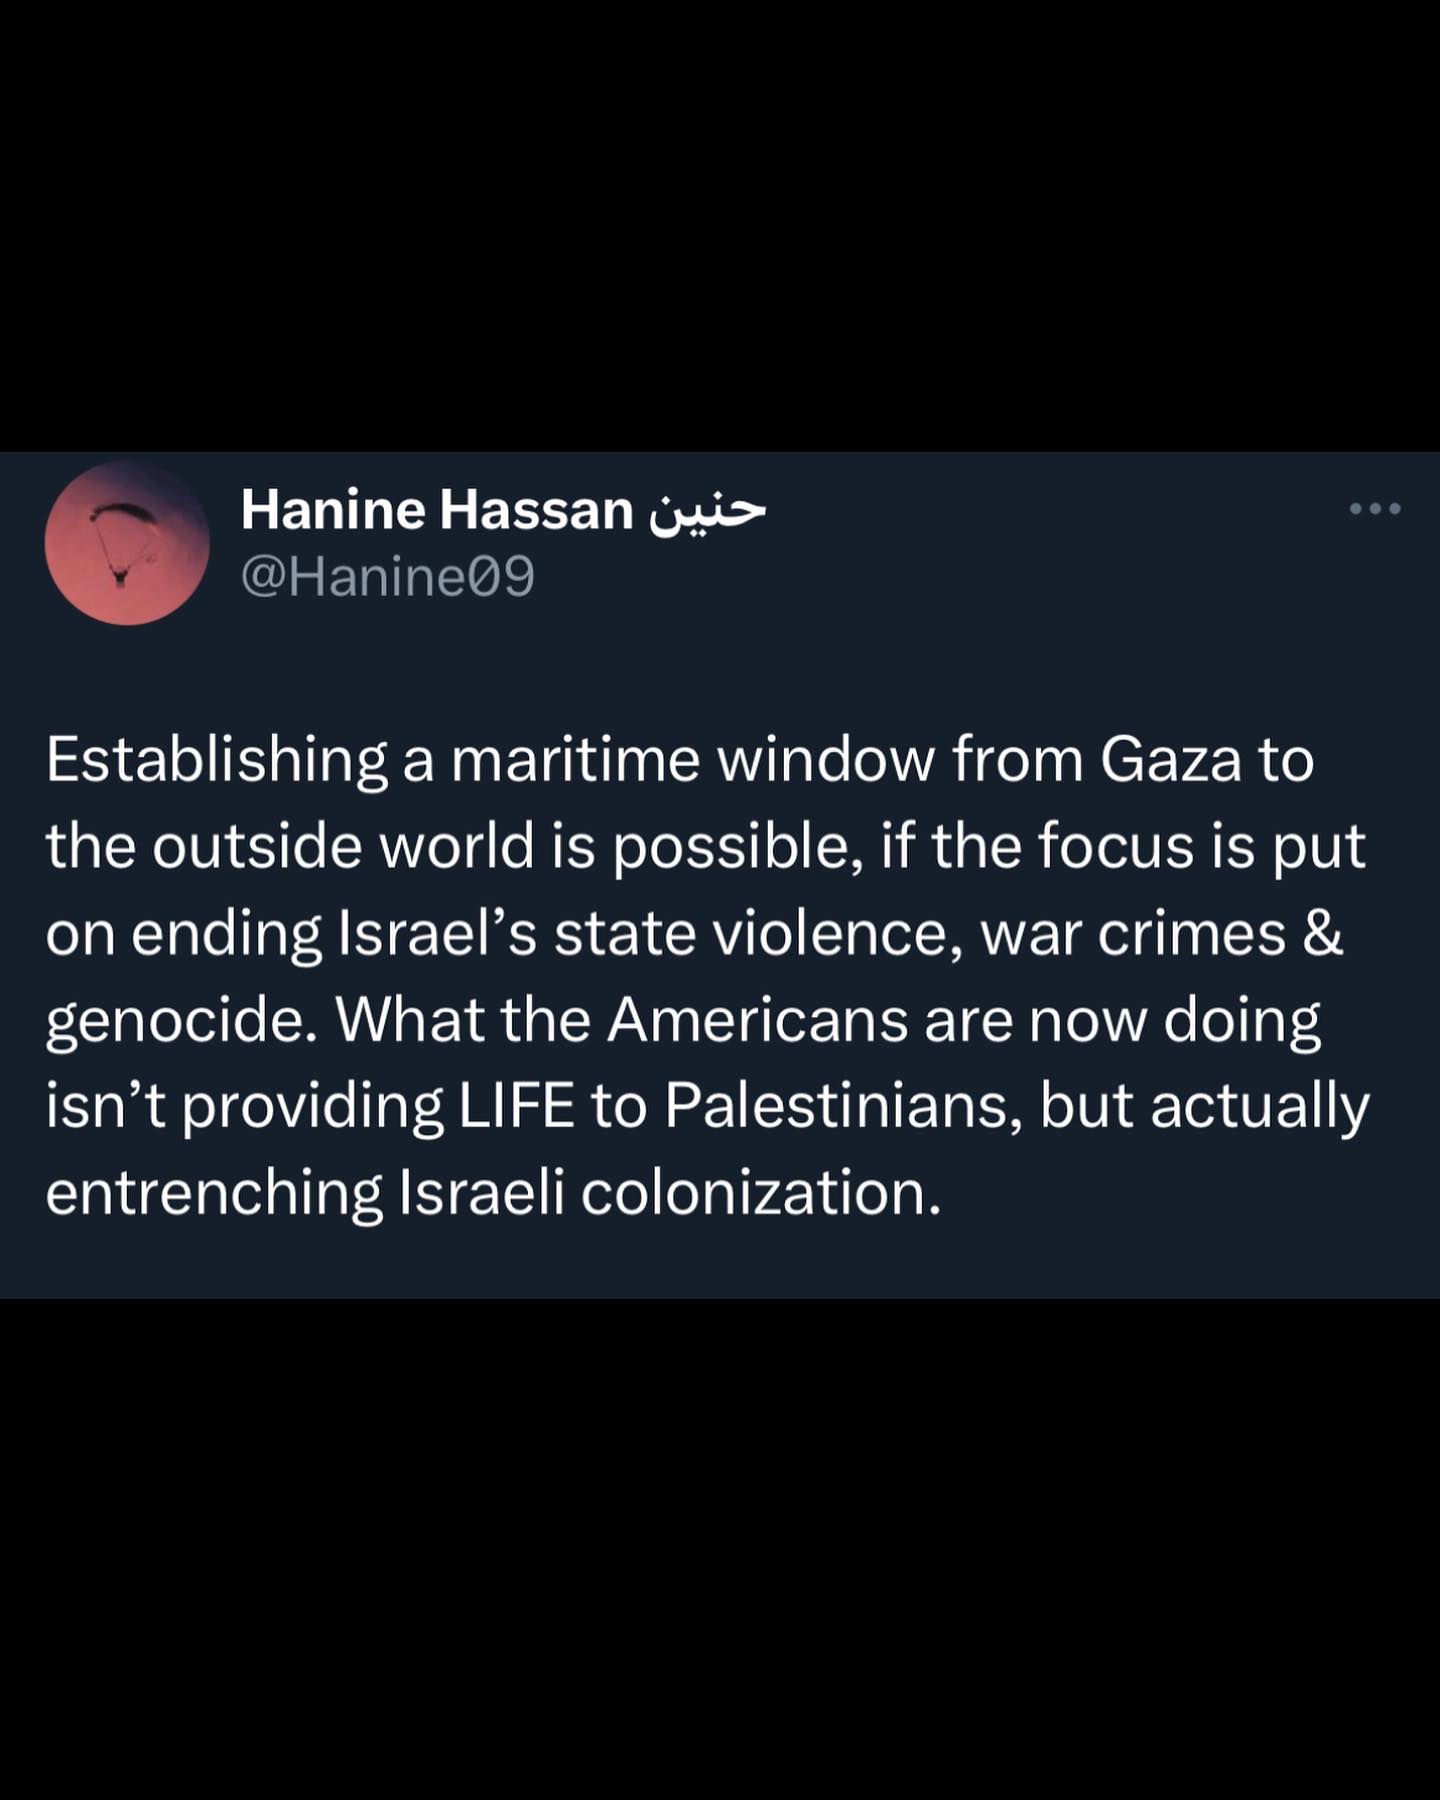 Hanine Hassan حنين
@Hanine09
Establishing a maritime window from Gaza to
the outside world is possible, if the focus is put
on ending Israel’s state violence, war crimes &
genocide. What the Americans are now doing
isn’t providing LIFE to Palestinians, but actually
entrenching Israeli colonization.